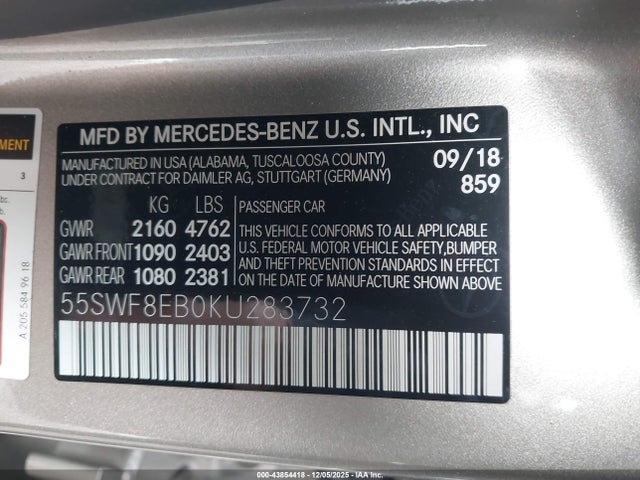 MFD BY MERCEDES-BENZ U.S. INTL., INC
MANUFACTURED IN USA (ALABAMA, TUSCALOOSA COUNTY) 09/18
UNDER CONTRACT FOR DAIMLER AG, STUTTGART (GERMANY) 859
KG LBS PASSENGER CAR
GVWR 2160 4762
GAWR FRONT 1090 2403
GAWR REAR 1080 2381
THIS VEHICLE CONFORMS TO ALL APPLICABLE
U.S. FEDERAL MOTOR VEHICLE SAFETY, BUMPER
AND THEFT PREVENTION STANDARDS IN EFFECT
ON THE DATE OF MANUFACTURE SHOWN ABOVE.
55SWF8EB0KU283732
3
A 205 584 96 18
000-43854418 - 12/05/2025 - IAA Inc.